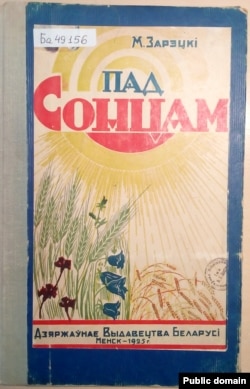 Ба 49156
М. Зарэцкі
ПАД
СОНЦАМ
Дзяржаўнае Выдавецтва Беларусі
Менск — 1925 г.
Public domain